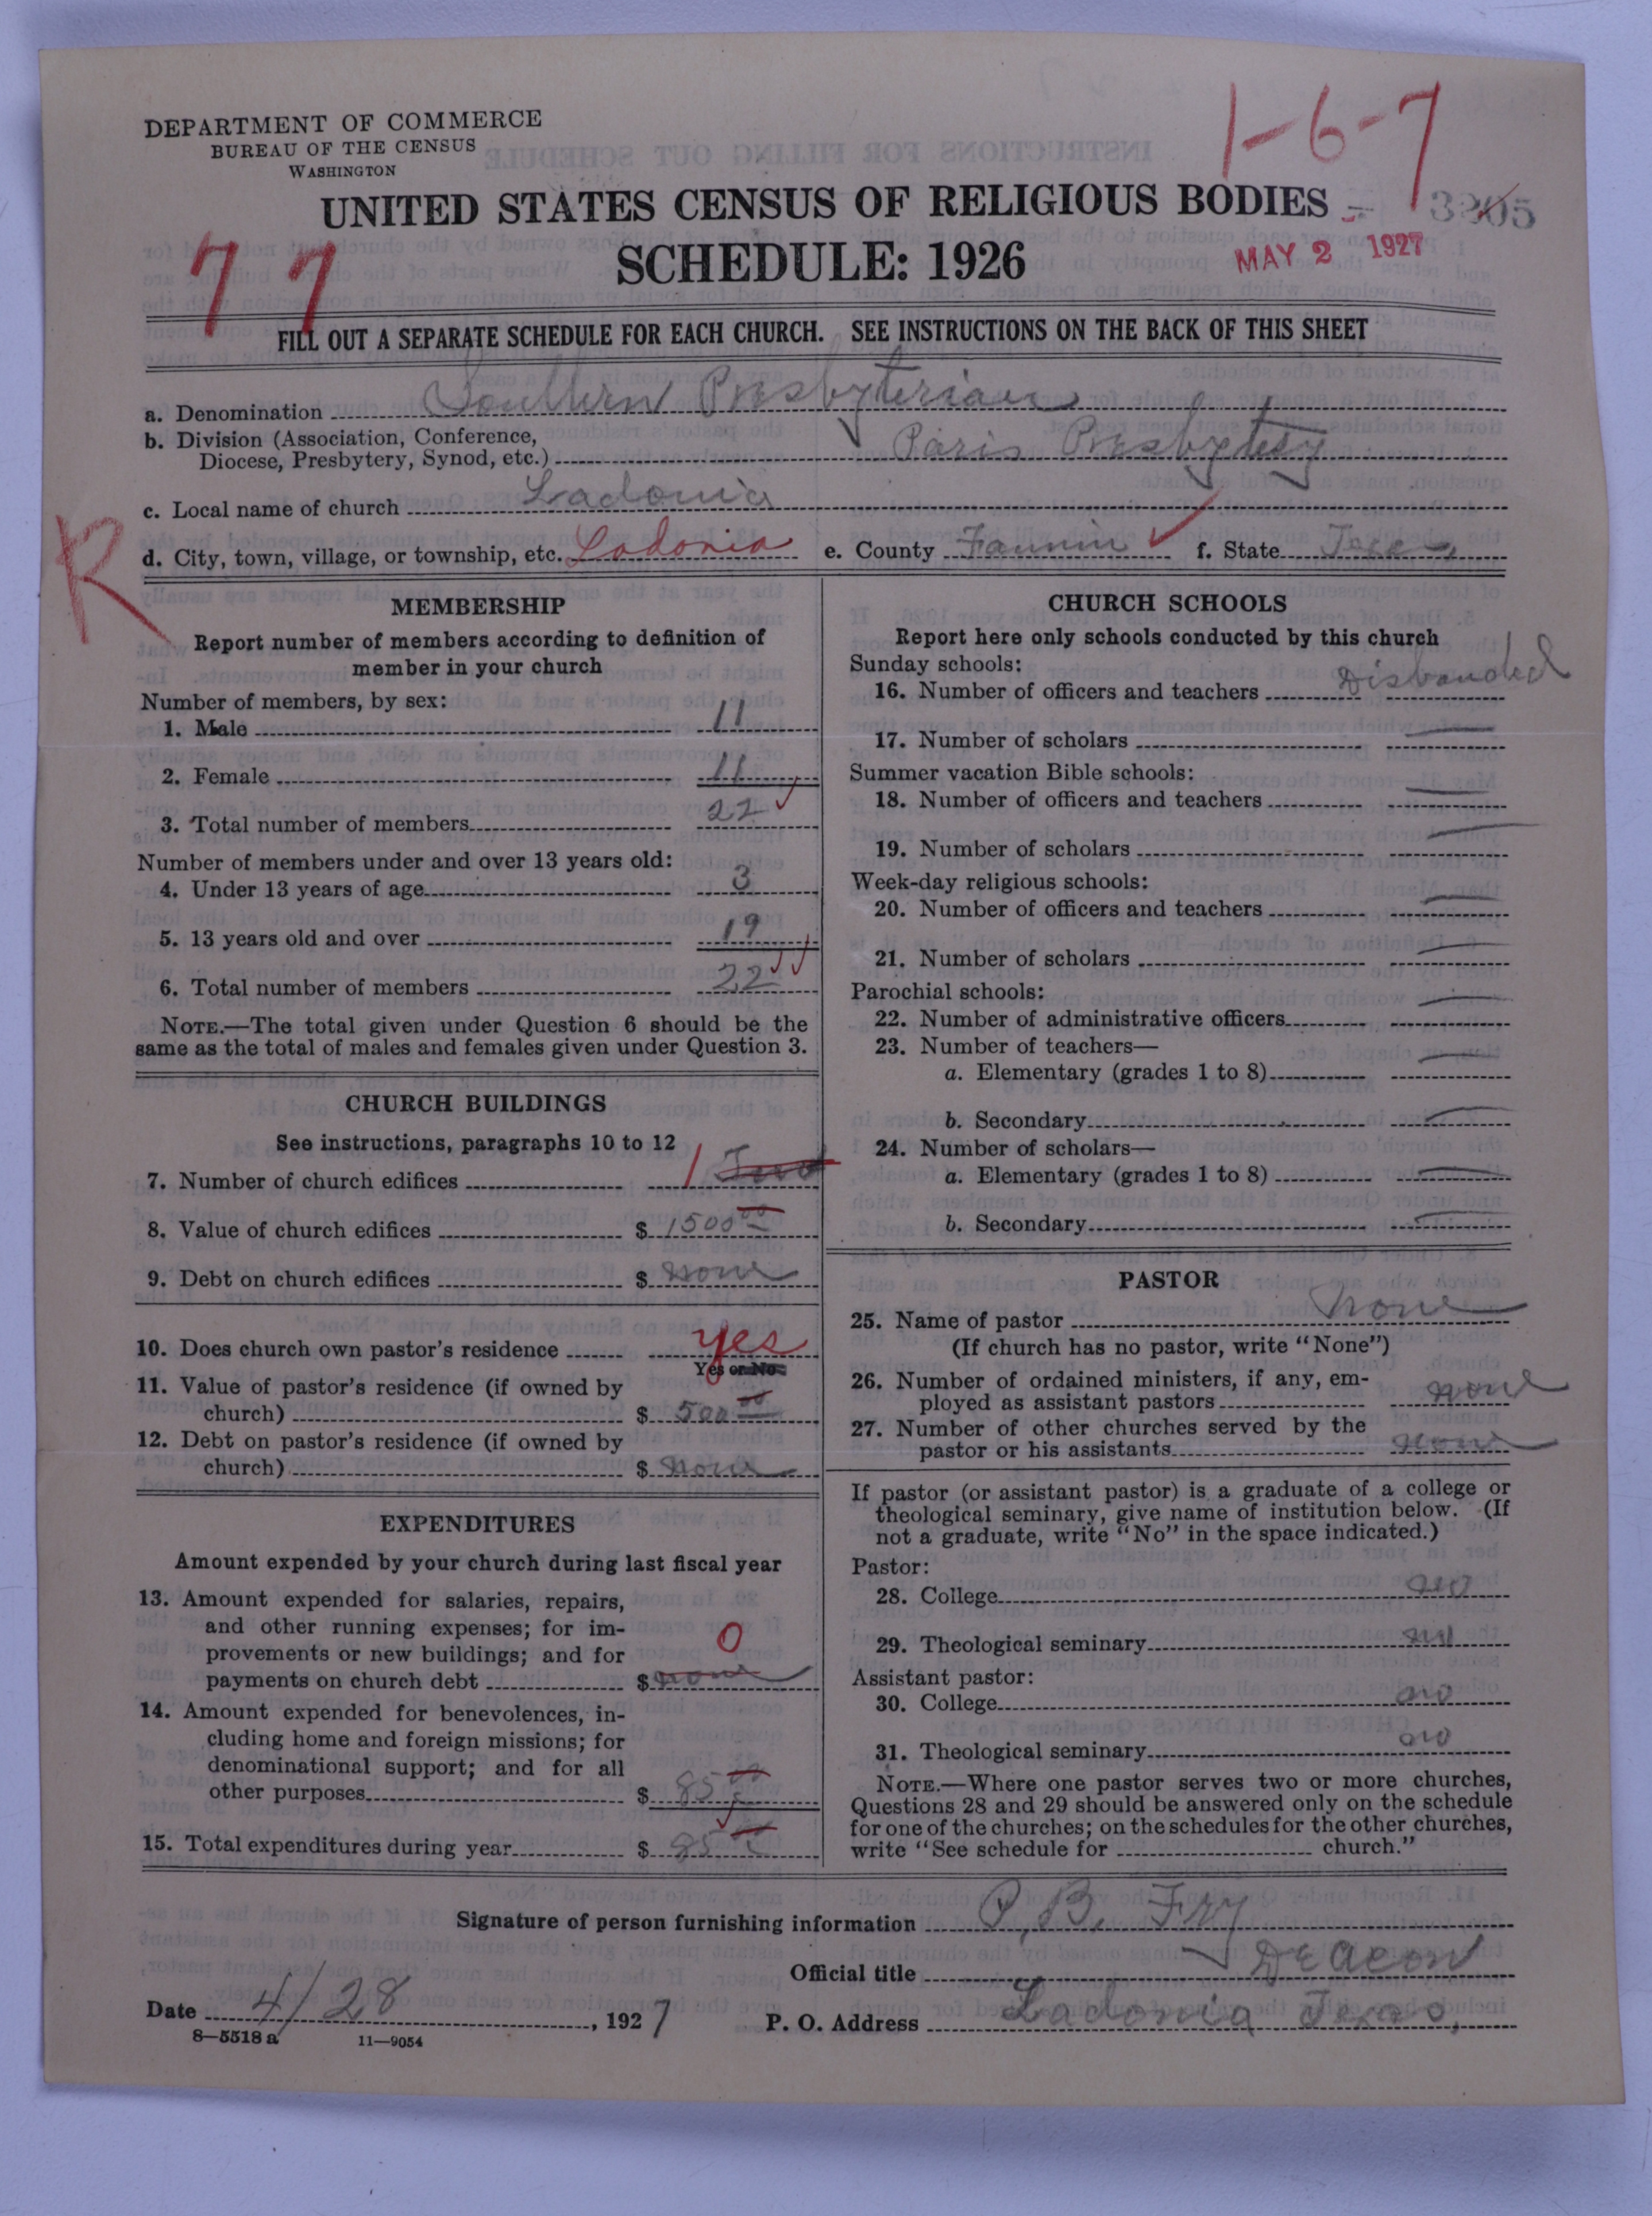 DEPARTMENT OF COMMERCE
BUREAU OF THE CENSUS
WASHINGTON
1-6-7
UNITED STATES CENSUS OF RELIGIOUS BODIES
SCHEDULE: 1926
77
MAY 2 1927
FILL OUT A SEPARATE SCHEDULE FOR EACH CHURCH. SEE INSTRUCTIONS ON THE BACK OF THIS SHEET
a. Denomination Southern Presbyterian
b. Division (Association, Conference,
Diocese, Presbytery, Synod, etc.) Paris Presbytery
c. Local name of church Ladonia
R
d. City, town, village, or township, etc. Ladonia e. County Fannin f. State Texas
MEMBERSHIP
Report number of members according to definition of
member in your church
Number of members, by sex:
1. Male 11
2. Female 11
3. Total number of members 22
Number of members under and over 13 years old:
4. Under 13 years of age 3
5. 13 years old and over 19
6. Total number of members 22
NOTE.—The total given under Question 6 should be the
same as the total of males and females given under Question 3.
CHURCH BUILDINGS
See instructions, paragraphs 10 to 12
7. Number of church edifices 1
8. Value of church edifices $ 1500 00
9. Debt on church edifices $ none
10. Does church own pastor's residence yes
Yes or No
11. Value of pastor's residence (if owned by
church) $ 500 00
12. Debt on pastor's residence (if owned by
church) $ none
EXPENDITURES
Amount expended by your church during last fiscal year
13. Amount expended for salaries, repairs,
and other running expenses; for im-
provements or new buildings; and for
payments on church debt $ none 0
14. Amount expended for benevolences, in-
cluding home and foreign missions; for
denominational support; and for all
other purposes $ 85 00
15. Total expenditures during year $ 85
CHURCH SCHOOLS
Report here only schools conducted by this church
Sunday schools:
16. Number of officers and teachers Disbanded
17. Number of scholars
Summer vacation Bible schools:
18. Number of officers and teachers
19. Number of scholars
Week-day religious schools:
20. Number of officers and teachers
21. Number of scholars
Parochial schools:
22. Number of administrative officers
23. Number of teachers—
a. Elementary (grades 1 to 8)
b. Secondary
24. Number of scholars—
a. Elementary (grades 1 to 8)
b. Secondary
PASTOR
25. Name of pastor none
(If church has no pastor, write "None")
26. Number of ordained ministers, if any, em-
ployed as assistant pastors none
27. Number of other churches served by the
pastor or his assistants none
If pastor (or assistant pastor) is a graduate of a college or
theological seminary, give name of institution below. (If
not a graduate, write "No" in the space indicated.)
Pastor:
28. College no
29. Theological seminary
Assistant pastor:
30. College no
31. Theological seminary no
NOTE.—Where one pastor serves two or more churches,
Questions 28 and 29 should be answered only on the schedule
for one of the churches; on the schedules for the other churches,
write "See schedule for church."
Signature of person furnishing information P. B. Fry
Official title Deacon
Date 4/28, 1927 P. O. Address Ladonia Texas,
8—5518 a 11—9054